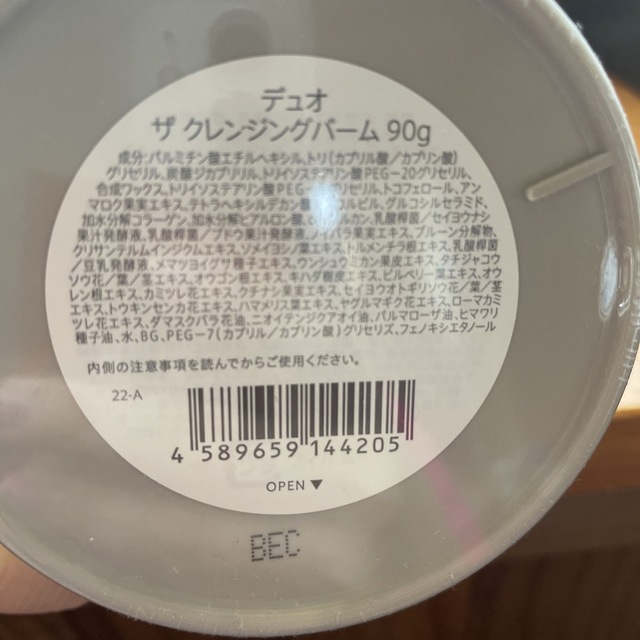 デュオ
ザ クレンジングバーム 90g
成分:パルミチン酸エチルヘキシル,トリ(カプリル酸/カプリン酸)
グリセリル,炭酸ジカプリリル,トリイソステアリン酸PEG-20グリセリル,
合成ワックス,トリイソステアリン酸PEG-グリセリル,トコフェロール,アン
マロク果実エキス,テトラヘキシルデカン酸アスコルビル,グルコシルセラミド,
加水分解コラーゲン,加水分解ヒアルロン酸,乳酸桿菌/セイヨウナシ
果汁発酵液,乳酸桿菌/ブドウ果汁発酵液,果実エキス,プルーン分解物,
クリサンテルムインジクムエキス,ソメイヨシノ葉エキス,トルメンチラ根エキス,乳酸桿菌
/豆乳発酵液,メマツヨイグサ種子エキス,ウンシュウミカン果皮エキス,タチジャコウ
ソウ花/葉/茎エキス,オウゴン根エキス,キハダ樹皮エキス,ビルベリー葉エキス,オウ
レン根エキス,カミツレ花エキス,クチナシ果実エキス,セイヨウオトギリソウ花/葉/茎
エキス,トウキンセンカ花エキス,ハマメリス葉エキス,ヤグルマギク花エキス,ローマカミ
ツレ花エキス,ダマスクバラ花油,ニオイテンジクアオイ油,パルマローザ油,ヒマワリ
種子油,水,BG,PEG-7(カプリル/カプリン酸)グリセリズ,フェノキシエタノール
内側の注意事項を読んでからご使用ください。
22-A
4 589659 144205
OPEN ▼
BEC